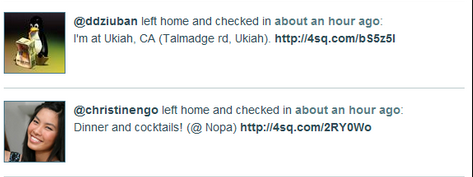 @ddziuban left home and checked in about an hour ago:
I'm at Ukiah, CA (Talmadge rd, Ukiah). http://4sq.com/bS5z5I
@christinengo left home and checked in about an hour ago:
Dinner and cocktails! (@ Nopa) http://4sq.com/2RY0Wo